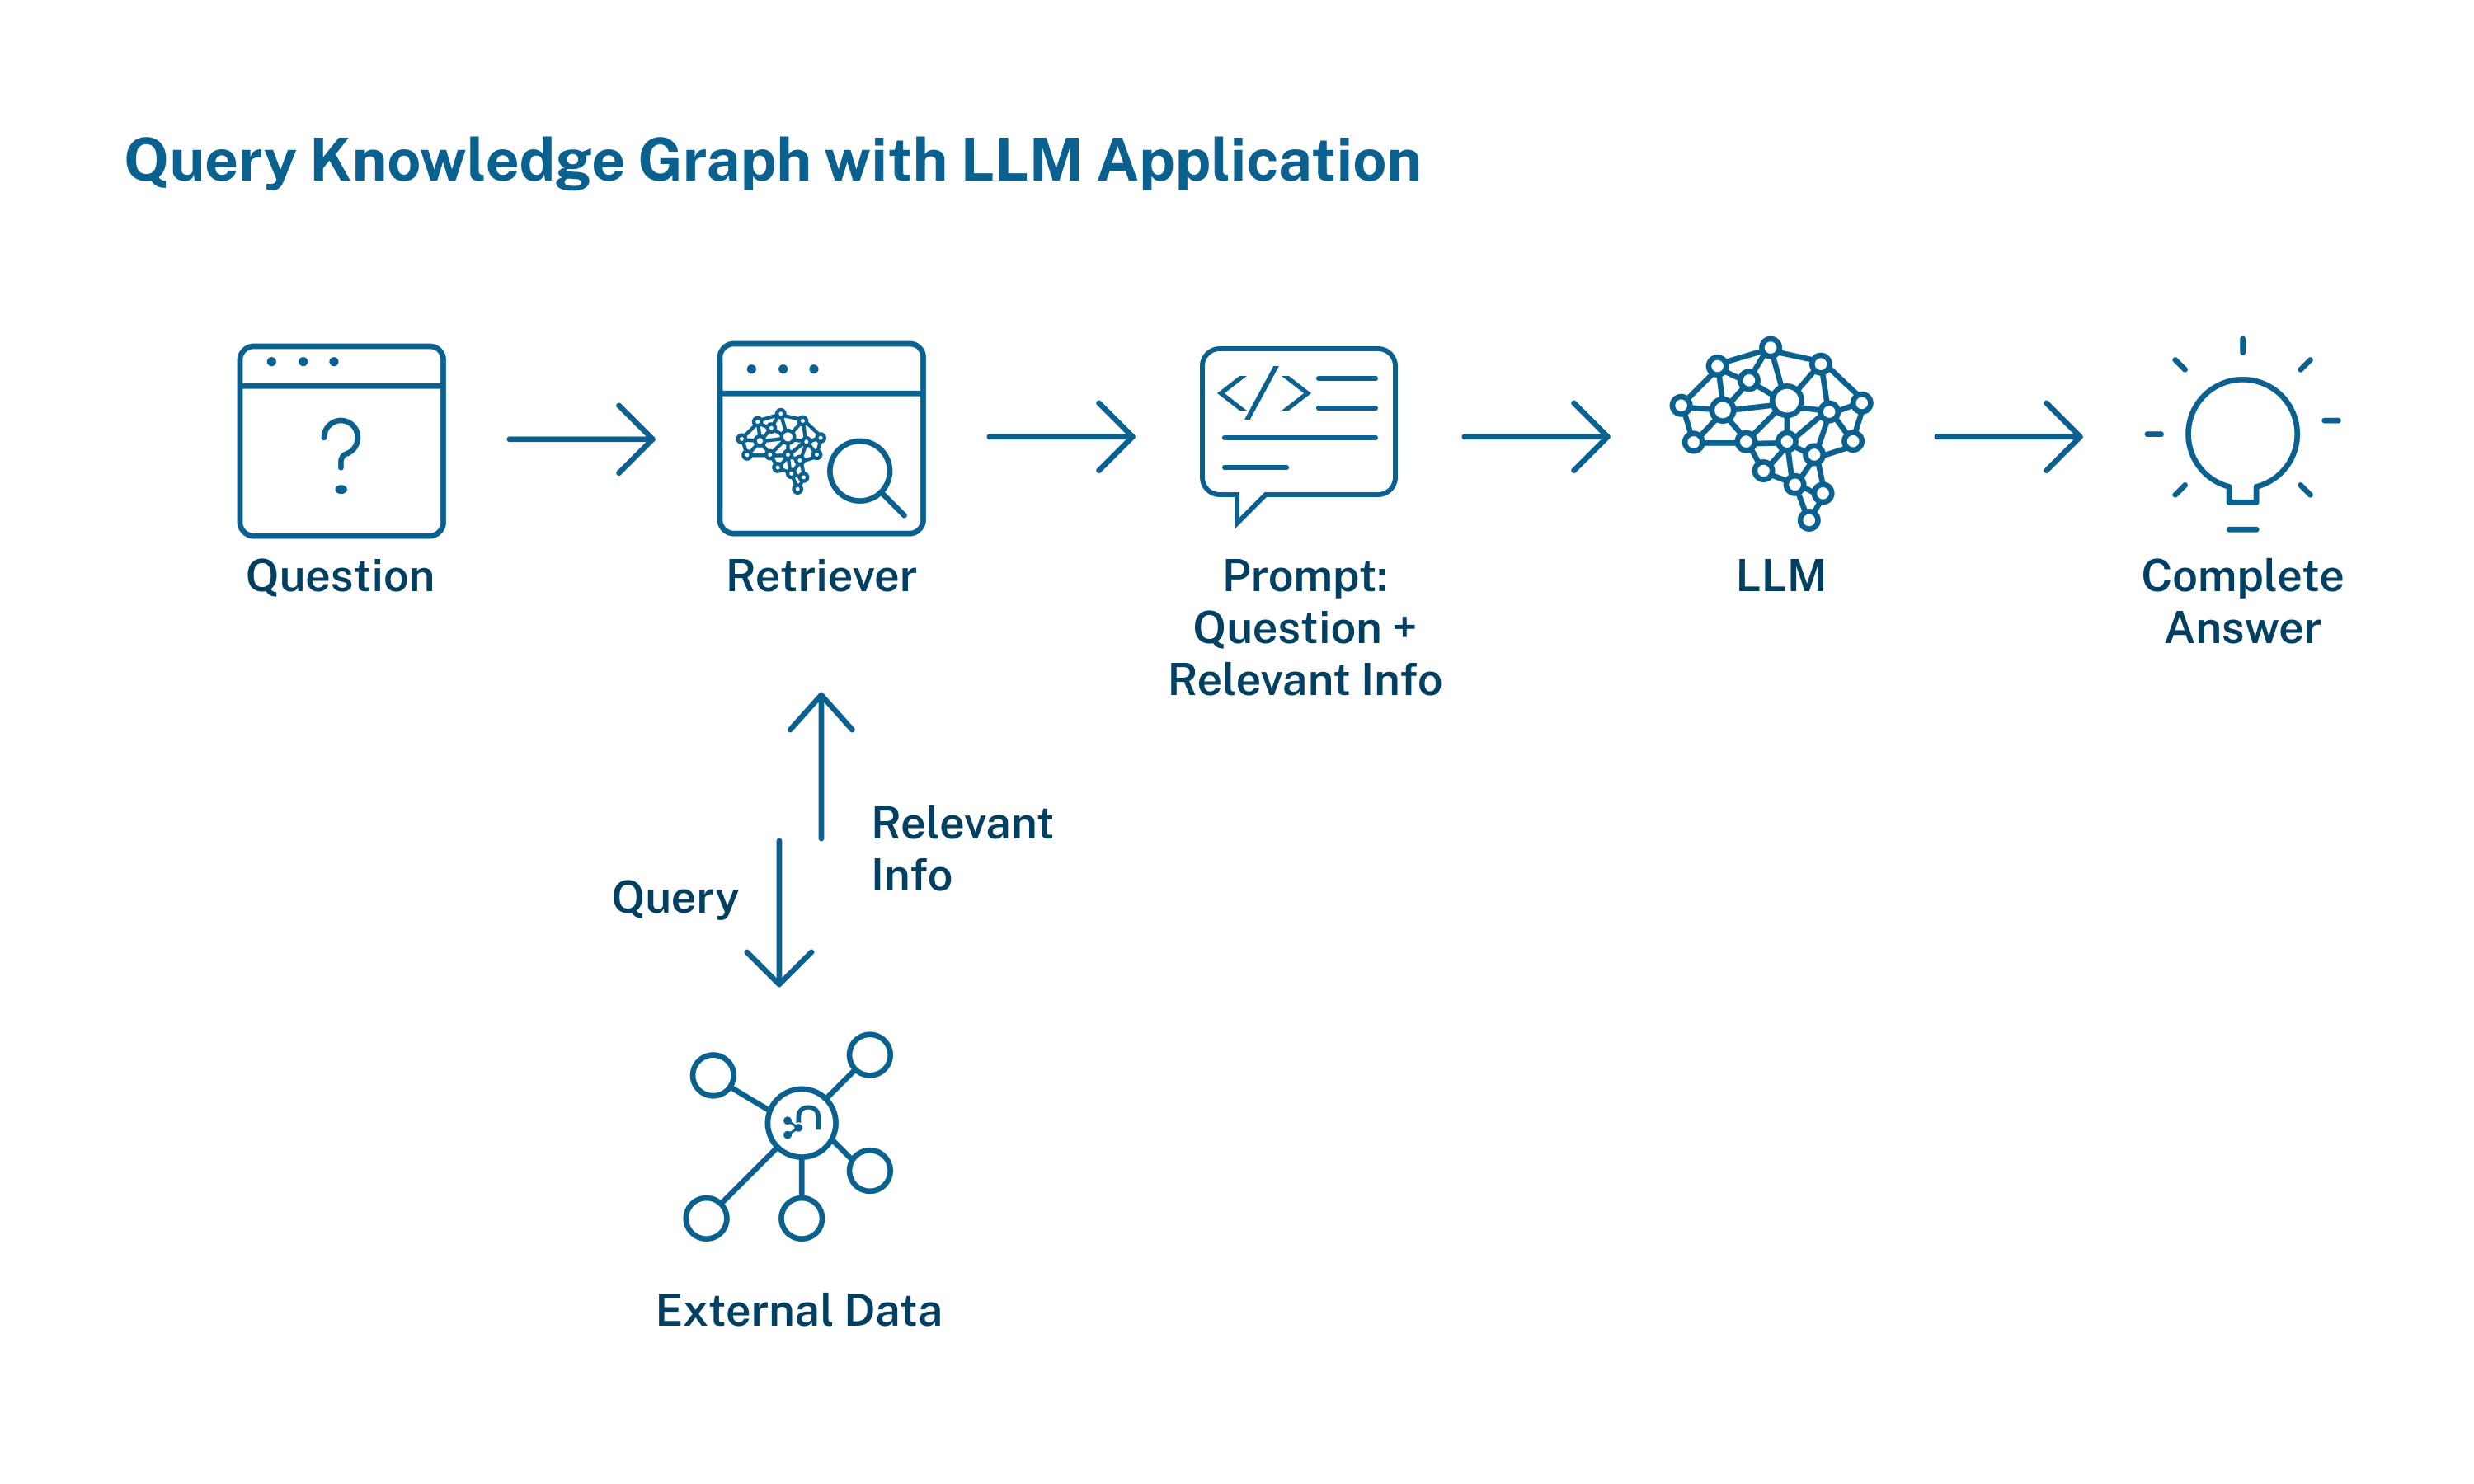 Query Knowledge Graph with LLM Application
Question
Retriever
Prompt:
Question +
Relevant Info
LLM
Complete
Answer
Relevant
Info
Query
External Data